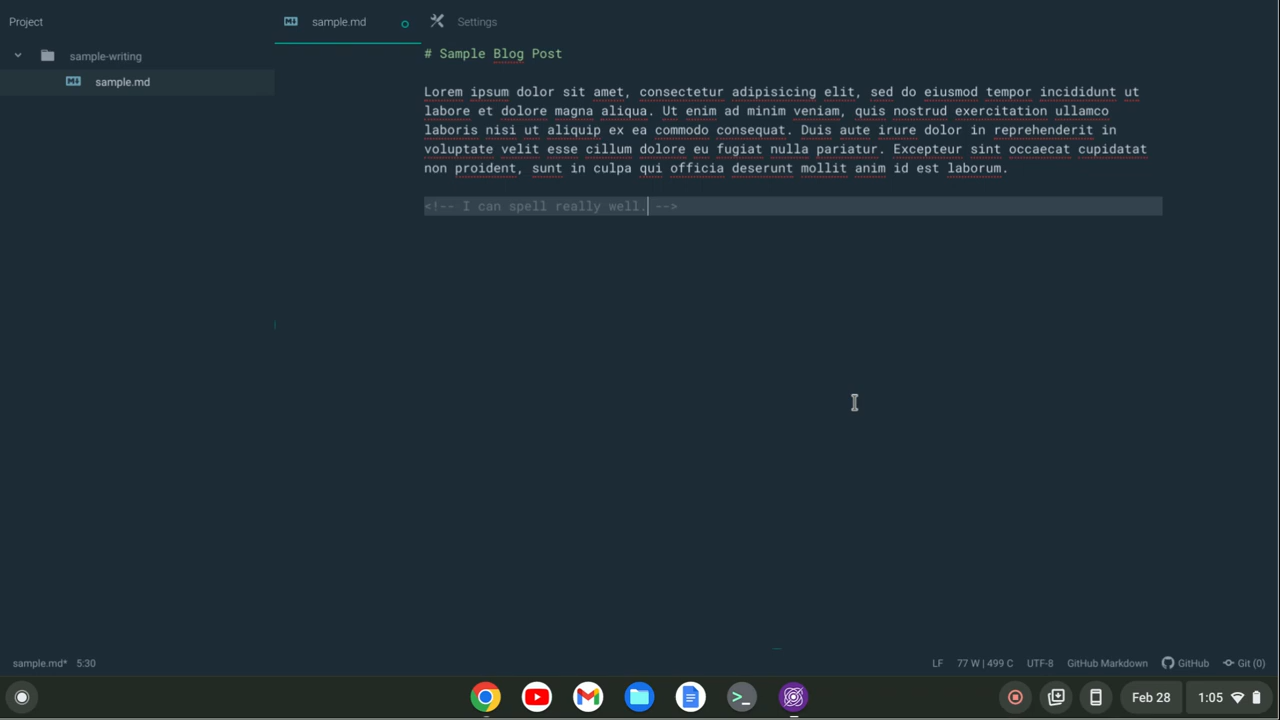 Project
sample.md
Settings
sample-writing
sample.md
# Sample Blog Post
Lorem ipsum dolor sit amet, consectetur adipisicing elit, sed do eiusmod tempor incididunt ut
labore et dolore magna aliqua. Ut enim ad minim veniam, quis nostrud exercitation ullamco
laboris nisi ut aliquip ex ea commodo consequat. Duis aute irure dolor in reprehenderit in
voluptate velit esse cillum dolore eu fugiat nulla pariatur. Excepteur sint occaecat cupidatat
non proident, sunt in culpa qui officia deserunt mollit anim id est laborum.
<!-- I can spell really well. -->
sample.md* 5:30
LF 77 W | 499 C UTF-8 GitHub Markdown GitHub Git (0)
Feb 28 1:05